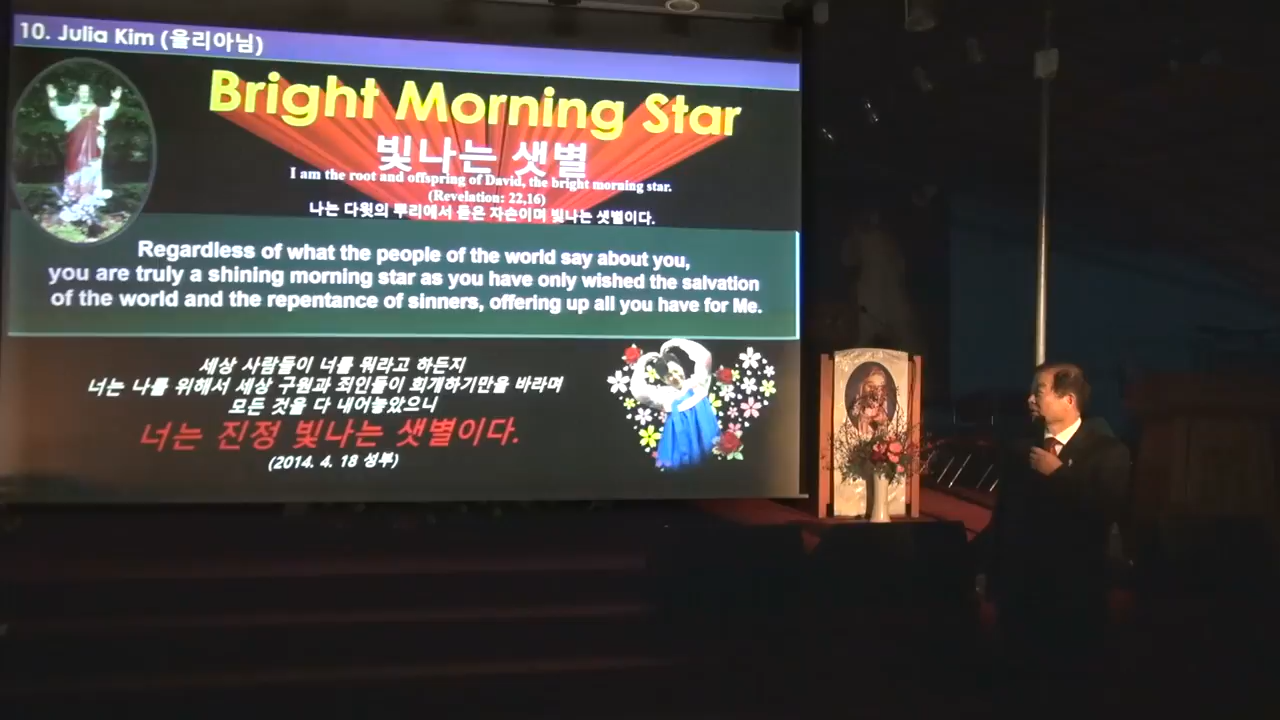 10. Julia Kim (율리아님)
Bright Morning Star
빛나는 샛별
I am the root and offspring of David, the bright morning star.
(Revelation: 22,16)
나는 다윗의 뿌리에서 돋은 자손이며 빛나는 샛별이다.
Regardless of what the people of the world say about you,
you are truly a shining morning star as you have only wished the salvation
of the world and the repentance of sinners, offering up all you have for Me.
세상 사람들이 너를 뭐라고 하든지
너는 나를 위해서 세상 구원과 죄인들이 회개하기만을 바라며
모든 것을 다 내어놓았으니
너는 진정 빛나는 샛별이다.
(2014. 4. 18 성부)